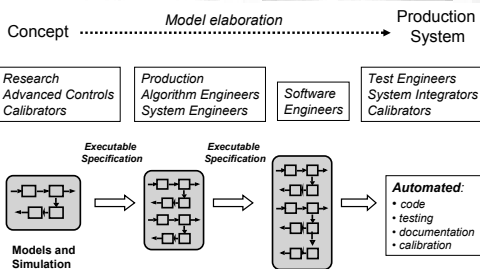 Concept
Model elaboration
Production
System
Research
Advanced Controls
Calibrators
Production
Algorithm Engineers
System Engineers
Software
Engineers
Test Engineers
System Integrators
Calibrators
Executable
Specification
Executable
Specification
Models and
Simulation
Automated:
• code
• testing
• documentation
• calibration